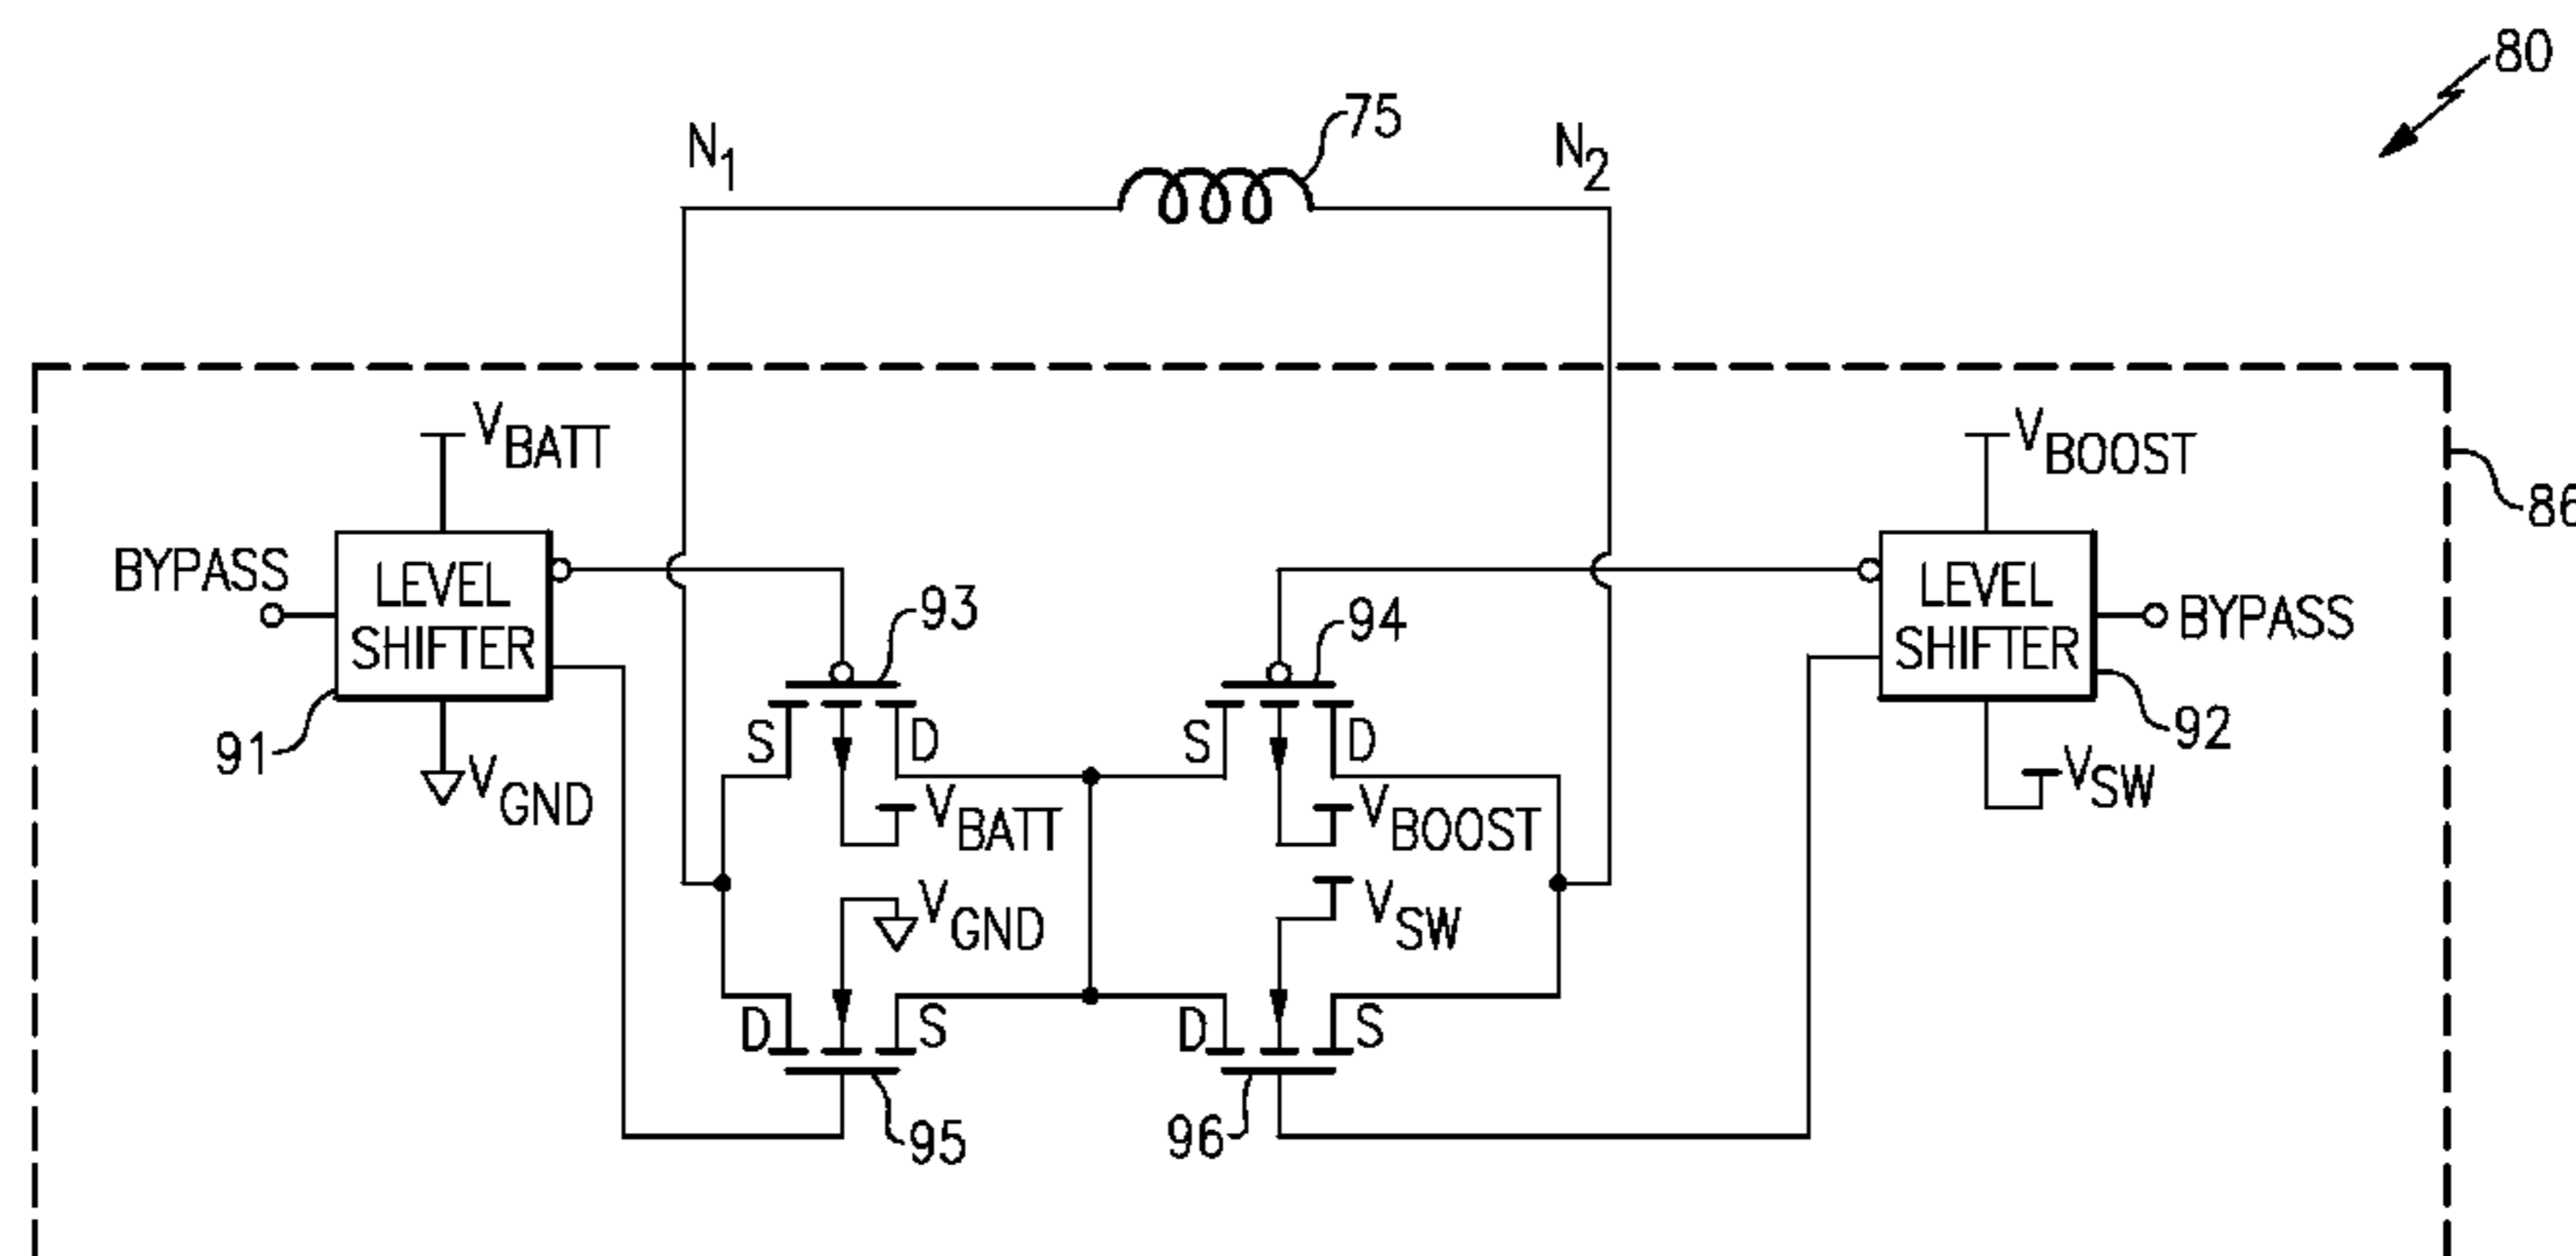 80
75
N1
N2
VBATT
VBOOST
86
BYPASS
LEVEL
SHIFTER
LEVEL
SHIFTER
BYPASS
93
94
91
VGND
S
D
S
D
92
VSW
VBATT
VBOOST
VGND
VSW
D
S
D
S
95
96